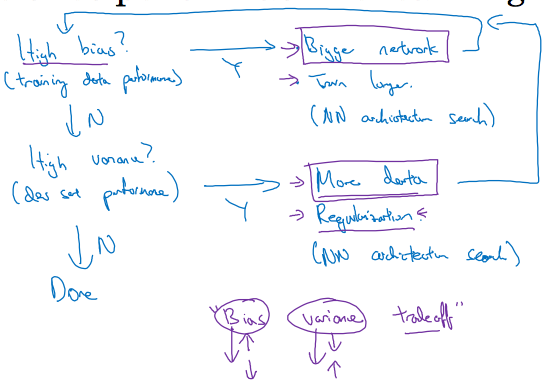 High bias? Y Bigger network
(training data performance) Train longer.
N (NN architecture search)
High variance? Y More data
(dev set performance) Regularization
N (NN architecture search)
Done
"Bias variance tradeoff"